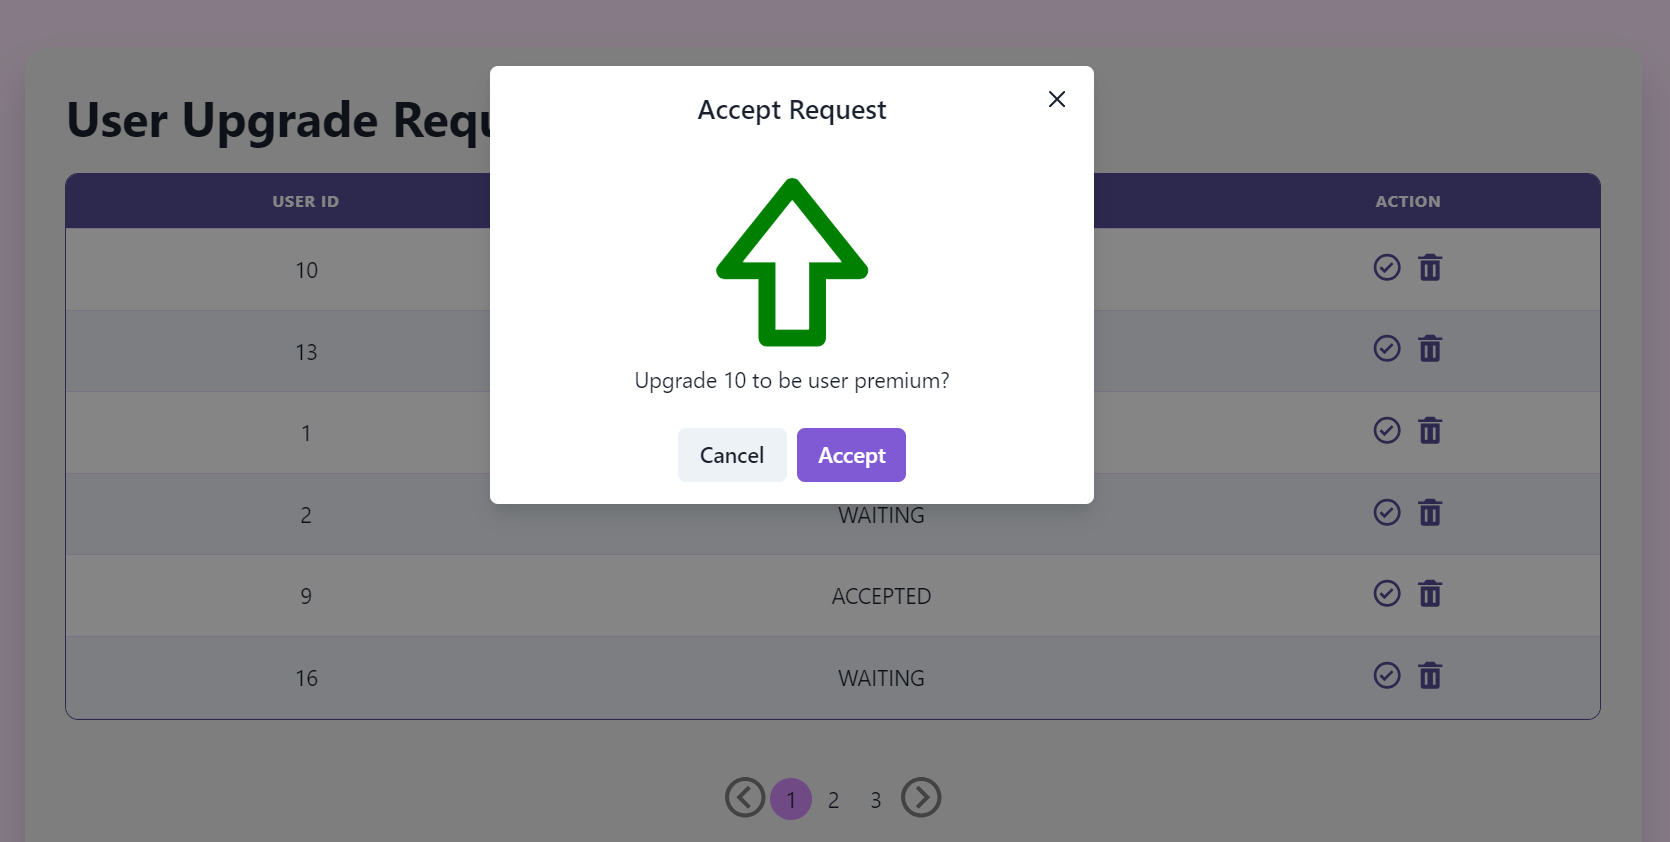 Accept Request
User Upgrade Requ
USER ID
ACTION
10
13
Upgrade 10 to be user premium?
1
Cancel
Accept
2 WAITING
9 ACCEPTED
16 WAITING
1 2 3